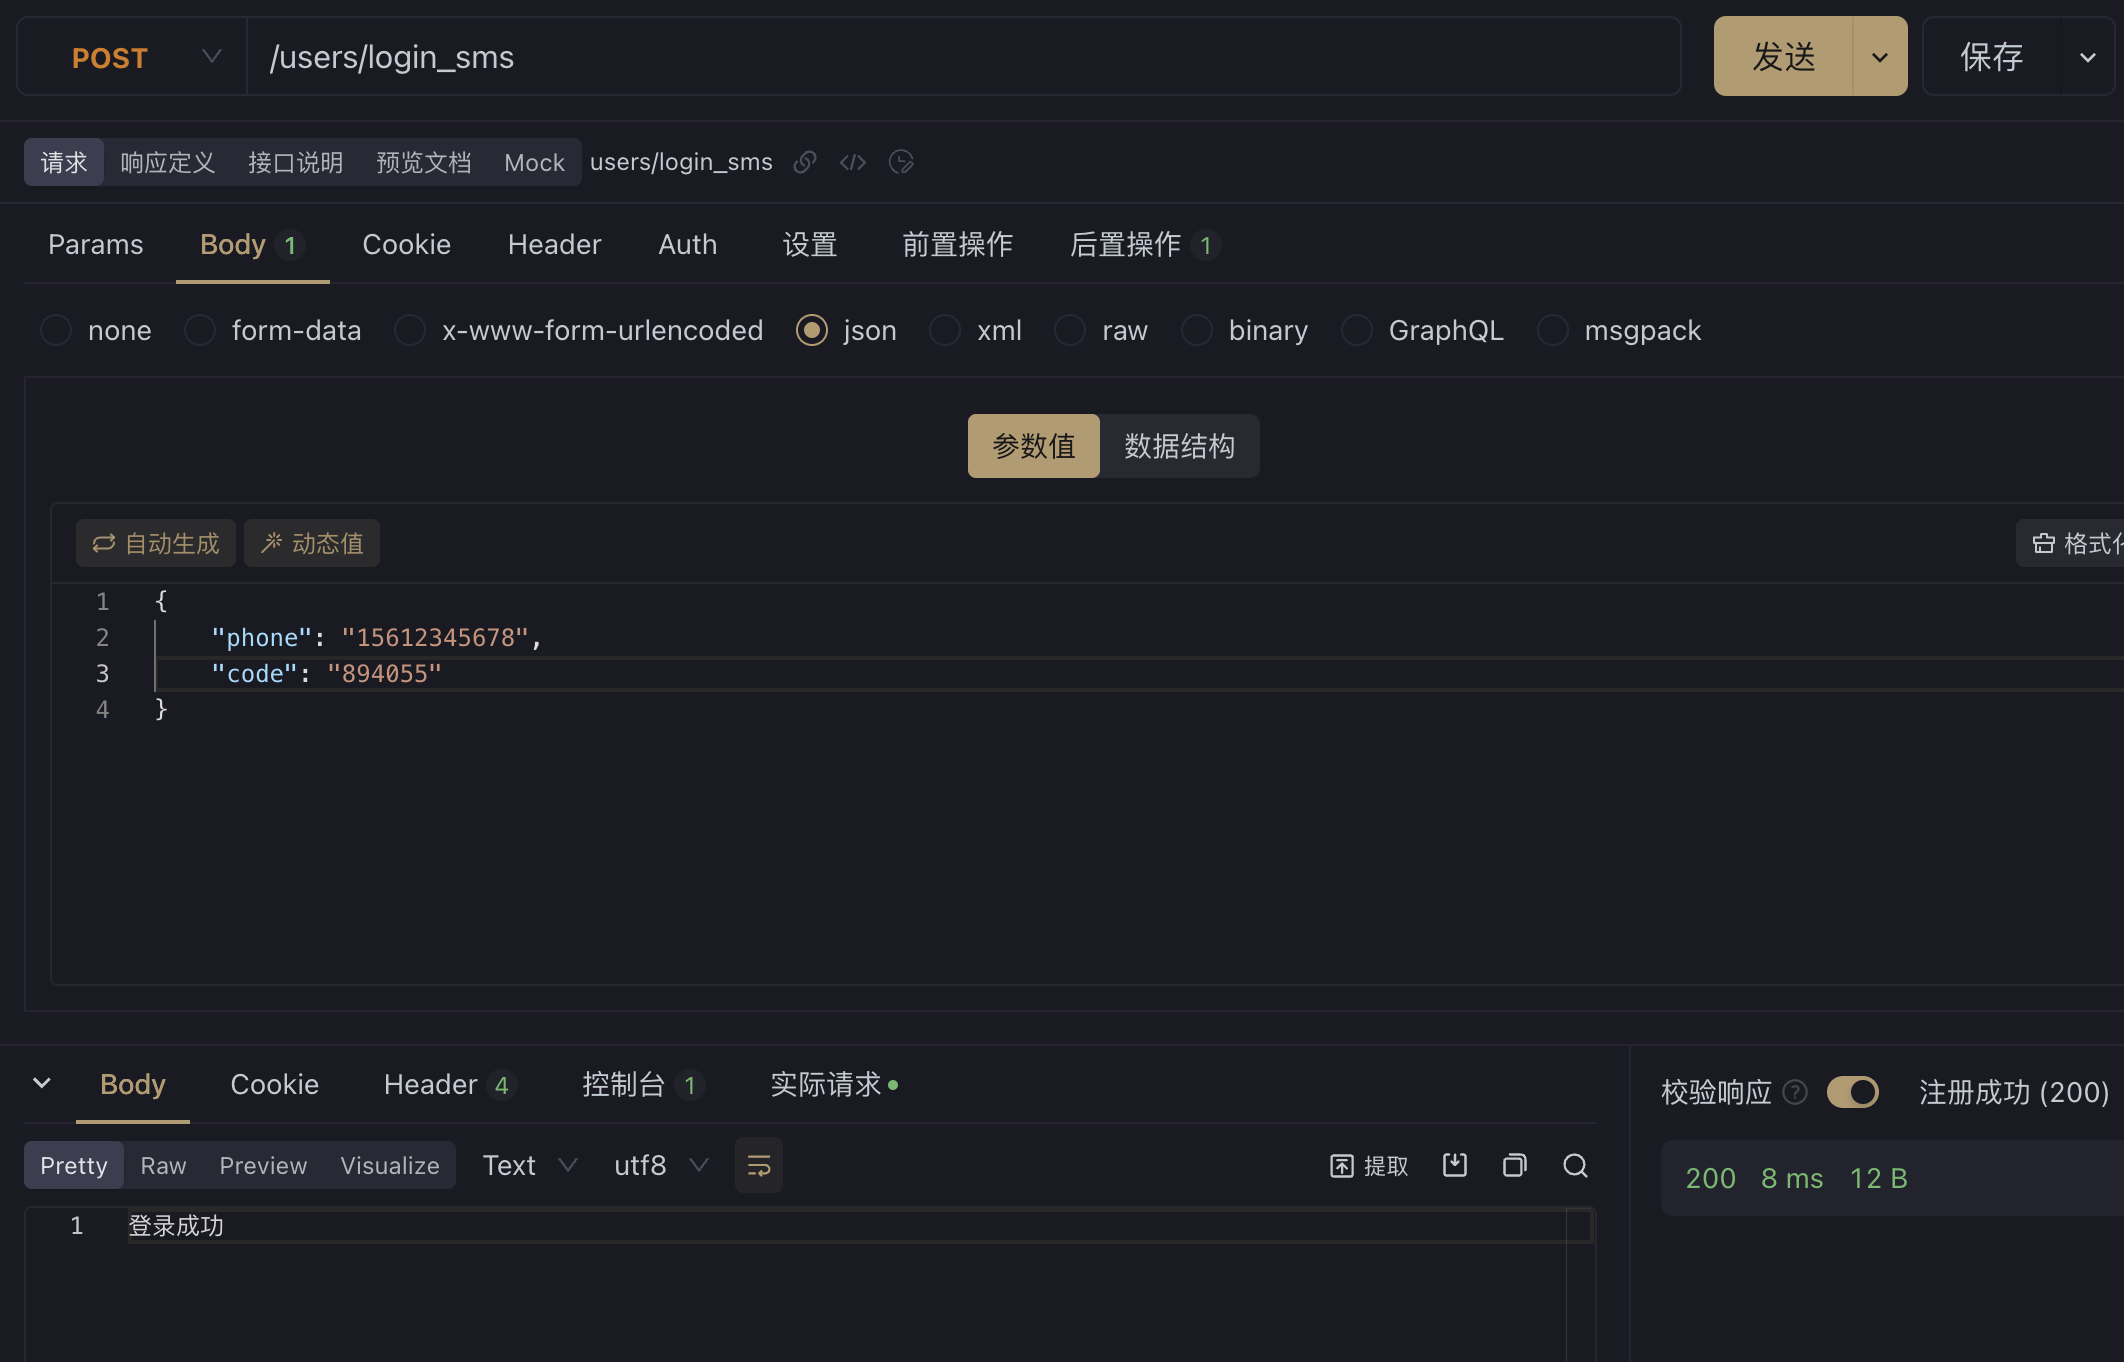 POST /users/login_sms 发送 保存
请求 响应定义 接口说明 预览文档 Mock users/login_sms
Params Body 1 Cookie Header Auth 设置 前置操作 后置操作 1
none form-data x-www-form-urlencoded json xml raw binary GraphQL msgpack
参数值 数据结构
自动生成 动态值 格式化
1 {
2 "phone": "15612345678",
3 "code": "894055"
4 }
Body Cookie Header 4 控制台 1 实际请求
校验响应 ? 注册成功 (200)
Pretty Raw Preview Visualize Text utf8 提取
200 8 ms 12 B
1 登录成功